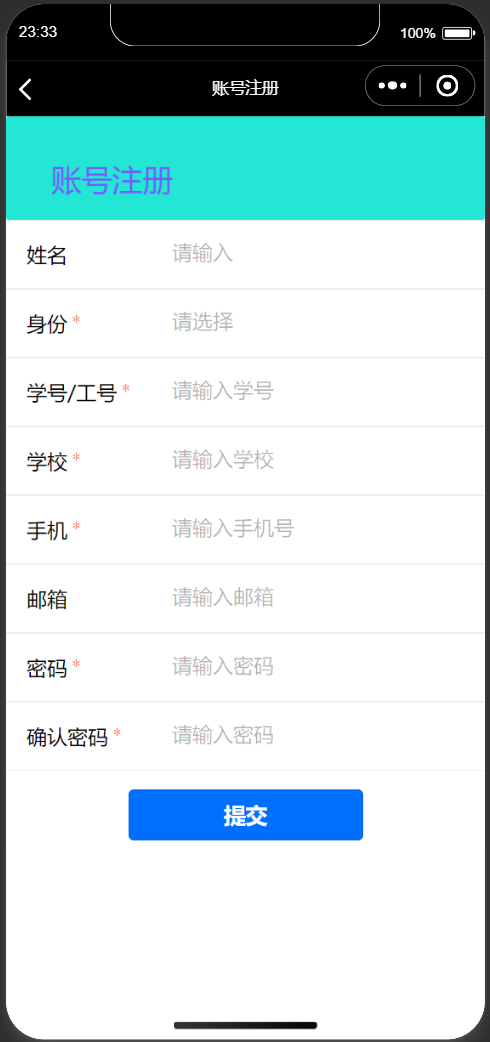 23:33
100%
账号注册
账号注册
姓名 请输入
身份 * 请选择
学号/工号 * 请输入学号
学校 * 请输入学校
手机 * 请输入手机号
邮箱 请输入邮箱
密码 * 请输入密码
确认密码 * 请输入密码
提交